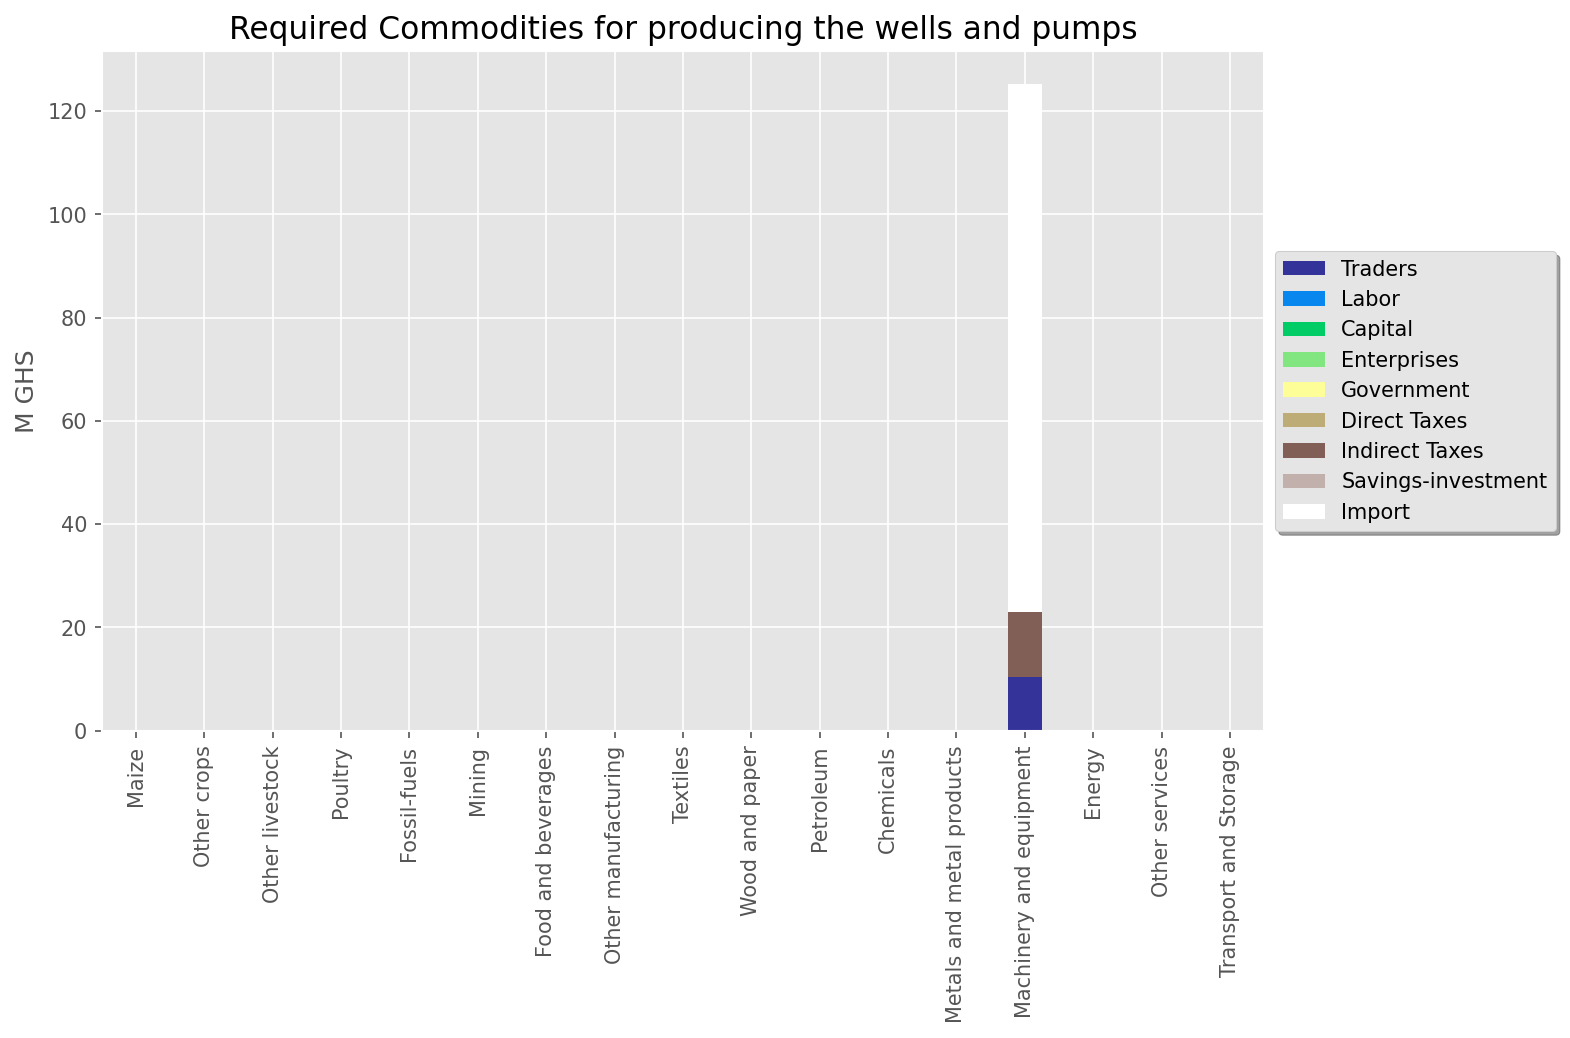 Required Commodities for producing the wells and pumps
M GHS
120
100
80
60
40
20
0
Maize
Other crops
Other livestock
Poultry
Fossil-fuels
Mining
Food and beverages
Other manufacturing
Textiles
Wood and paper
Petroleum
Chemicals
Metals and metal products
Machinery and equipment
Energy
Other services
Transport and Storage
Traders
Labor
Capital
Enterprises
Government
Direct Taxes
Indirect Taxes
Savings-investment
Import